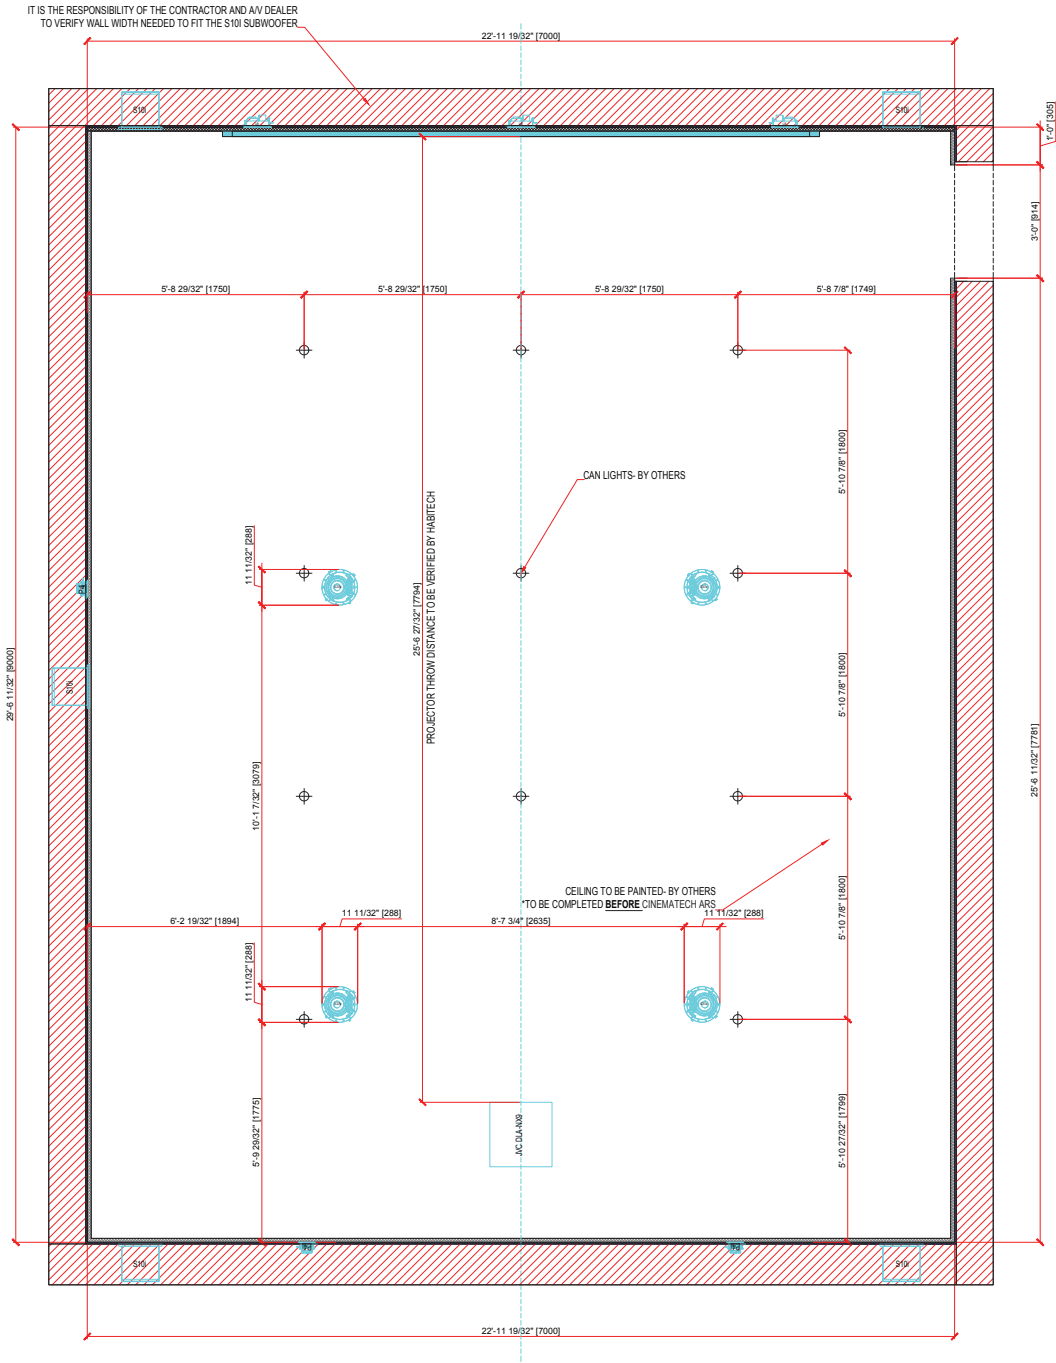 IT IS THE RESPONSIBILITY OF THE CONTRACTOR AND A/V DEALER
TO VERIFY WALL WIDTH NEEDED TO FIT THE S10I SUBWOOFER
22'-11 19/32" [7000]
S10i
S10i
1'-0" [305]
3'-0" [914]
5'-8 29/32" [1750]
5'-8 29/32" [1750]
5'-8 29/32" [1750]
5'-8 7/8" [1749]
5'-10 7/8" [1800]
CAN LIGHTS- BY OTHERS
11 11/32" [288]
PROJECTOR THROW DISTANCE TO BE VERIFIED BY HABITECH
25'-6 27/32" [7794]
29'-6 11/32" [9000]
S10i
5'-10 7/8" [1800]
10'-1 7/32" [3079]
25'-6 11/32" [7781]
CEILING TO BE PAINTED- BY OTHERS
*TO BE COMPLETED BEFORE CINEMATECH ARS
5'-10 7/8" [1800]
6'-2 19/32" [1894]
11 11/32" [288]
8'-7 3/4" [2635]
11 11/32" [288]
11 11/32" [288]
5'-9 29/32" [1775]
JVC DLA-NX9
5'-10 27/32" [1799]
S10i
S10i
22'-11 19/32" [7000]